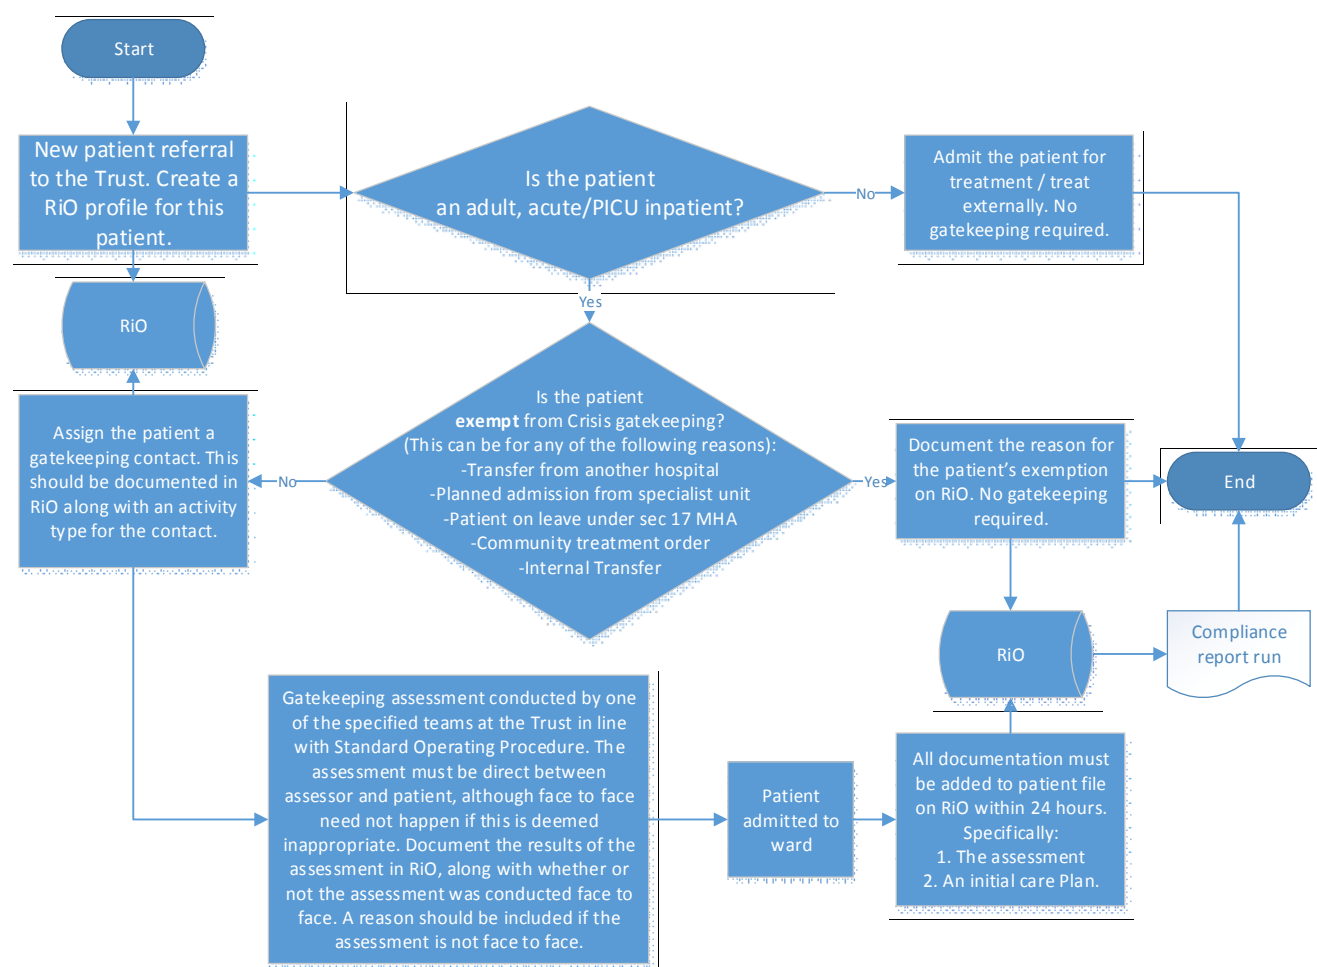 Start
New patient referral
to the Trust. Create a
RiO profile for this
patient.
Is the patient
an adult, acute/PICU inpatient?
No
Admit the patient for
treatment / treat
externally. No
gatekeeping required.
Yes
RiO
Is the patient
exempt from Crisis gatekeeping?
(This can be for any of the following reasons):
-Transfer from another hospital
-Planned admission from specialist unit
-Patient on leave under sec 17 MHA
-Community treatment order
-Internal Transfer
No
Assign the patient a
gatekeeping contact. This
should be documented in
RiO along with an activity
type for the contact.
Yes
Document the reason for
the patient’s exemption
on RiO. No gatekeeping
required.
End
RiO
Compliance
report run
Gatekeeping assessment conducted by one
of the specified teams at the Trust in line
with Standard Operating Procedure. The
assessment must be direct between
assessor and patient, although face to face
need not happen if this is deemed
inappropriate. Document the results of the
assessment in RiO, along with whether or
not the assessment was conducted face to
face. A reason should be included if the
assessment is not face to face.
Patient
admitted to
ward
All documentation must
be added to patient file
on RiO within 24 hours.
Specifically:
1. The assessment
2. An initial care Plan.